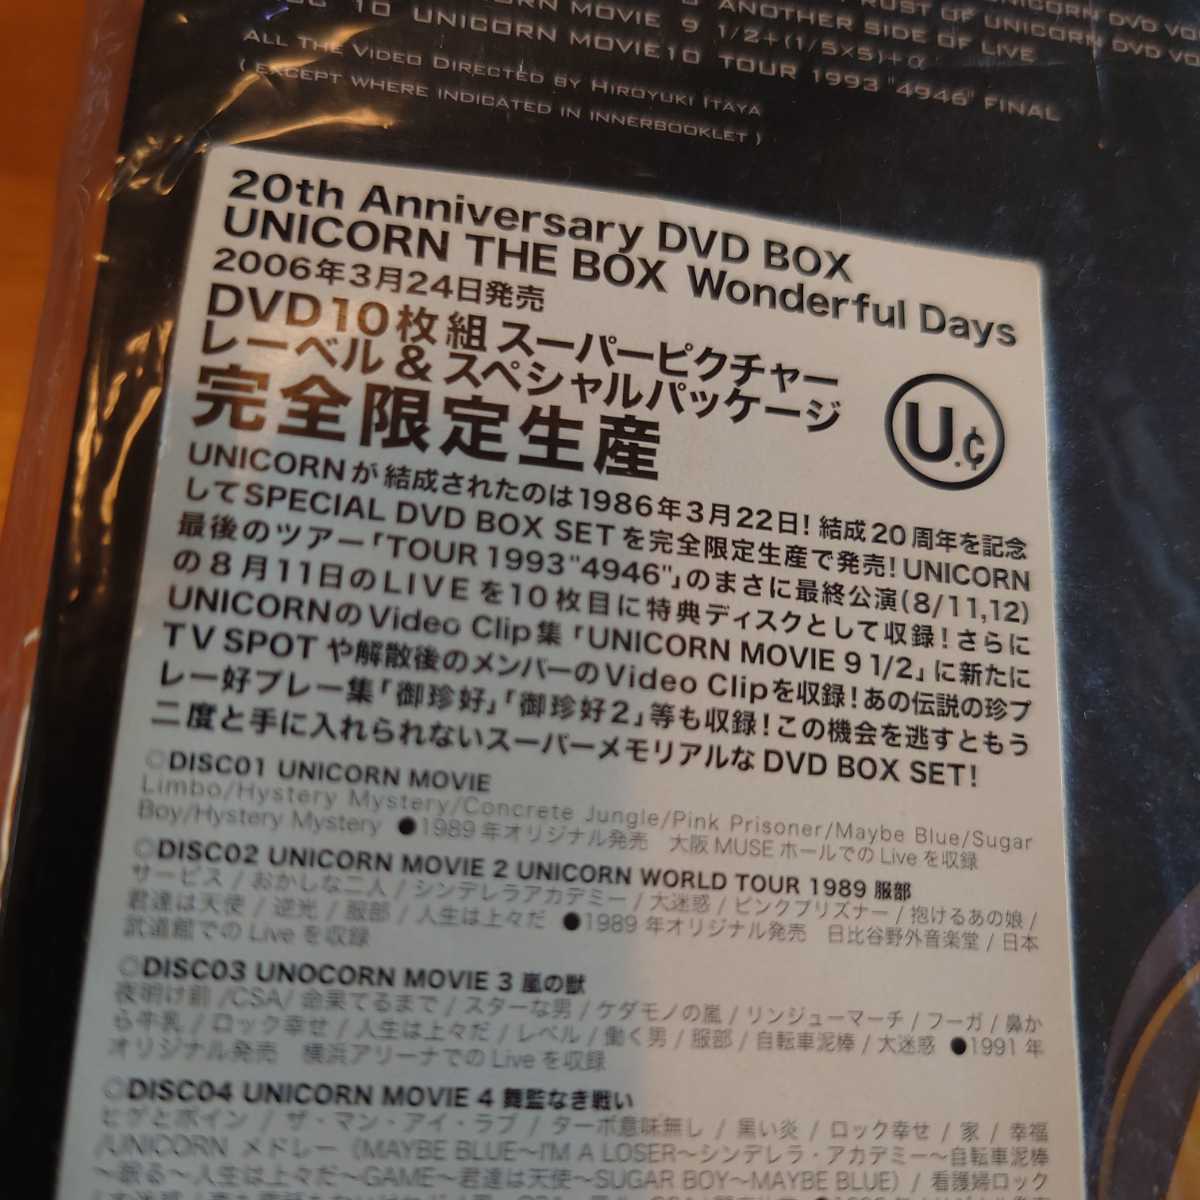 UNICORN DVD VO
TRUST OF UNICORN DVD VO
ANOTHER SIDE OF LIVE
UNICORN MOVIE 9 1/2+(1/5×5)+α
10 UNICORN MOVIE10 TOUR 1993 "4946" FINAL
ALL THE VIDEO DIRECTED BY HIROYUKI ITAYA
( EXCEPT WHERE INDICATED IN INNERBOOKLET )
20th Anniversary DVD BOX
UNICORN THE BOX Wonderful Days
2006年3月24日発売
DVD10枚組 スーパーピクチャー
レーベル & スペシャルパッケージ
完全限定生産
U.¢
UNICORNが結成されたのは1986年3月22日! 結成20周年を記念
してSPECIAL DVD BOX SETを完全限定生産で発売! UNICORN
最後のツアー「TOUR 1993"4946"」のまさに最終公演(8/11,12)
の8月11日のLIVEを10枚目に特典ディスクとして収録! さらに
UNICORNのVideo Clip集「UNICORN MOVIE 9 1/2」に新たに
TV SPOTや解散後のメンバーのVideo Clipを収録! あの伝説の珍プ
レー好プレー集「御珍好」「御珍好2」等も収録! この機会を逃すともう
二度と手に入れられないスーパーメモリアルなDVD BOX SET!
◎DISC01 UNICORN MOVIE
Limbo/Hystery Mystery/Concrete Jungle/Pink Prisoner/Maybe Blue/Sugar
Boy/Hystery Mystery ●1989年オリジナル発売 大阪MUSEホールでのLiveを収録
◎DISC02 UNICORN MOVIE 2 UNICORN WORLD TOUR 1989 服部
サービス / おかしな二人 / シンデレラアカデミー / 大迷惑 / ピンクプリズナー / 抱けるあの娘 /
君達は天使 / 逆光 / 服部 / 人生は上々だ ●1989年オリジナル発売 日比谷野外音楽堂 / 日本
武道館でのLiveを収録
◎DISC03 UNOCORN MOVIE 3 嵐の獣
夜明け前 /CSA/ 命果てるまで / スターな男 / ケダモノの嵐 / リンジューマーチ / フーガ / 鼻か
ら牛乳 / ロック幸せ / 人生は上々だ / レベル / 働く男 / 服部 / 自転車泥棒 / 大迷惑 ●1991年
オリジナル発売 横浜アリーナでのLiveを収録
◎DISC04 UNICORN MOVIE 4 舞監なき戦い
ヒゲとボイン / ザ・マン・アイ・ラブ / ターボ意味無し / 黒い炎 / ロック幸せ / 家 / 幸福
/UNICORN メドレー (MAYBE BLUE〜I'M A LOSER〜シンデレラ・アカデミー〜自転車泥棒
〜眠る〜人生は上々だ〜GAME〜君達は天使〜SUGAR BOY〜MAYBE BLUE) / 看護婦ロック